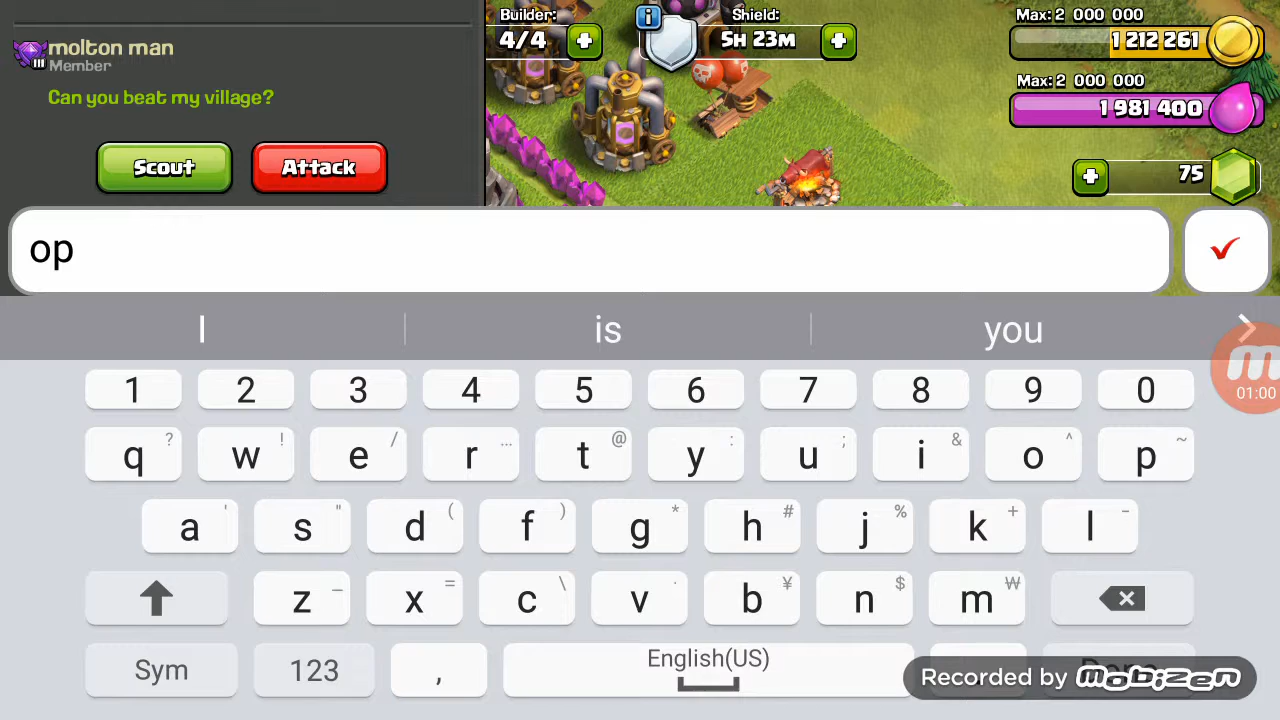 Builder:
Shield:
4/4
i
5H 23M
Max: 2 000 000
1 212 261
Max: 2 000 000
1 981 400
75
molton man
Member
Can you beat my village?
Scout
Attack
op
I
is
you
1 2 3 4 5 6 7 8 9 0
q ? w ! e / r ... t @ y : u ; i & o ^ p ~
a ' s " d ( f ) g * h # j % k + l -
z _ x = c \ v . b ¥ n $ m ₩
Sym 123 , English(US)
01:00
Recorded by mobizen